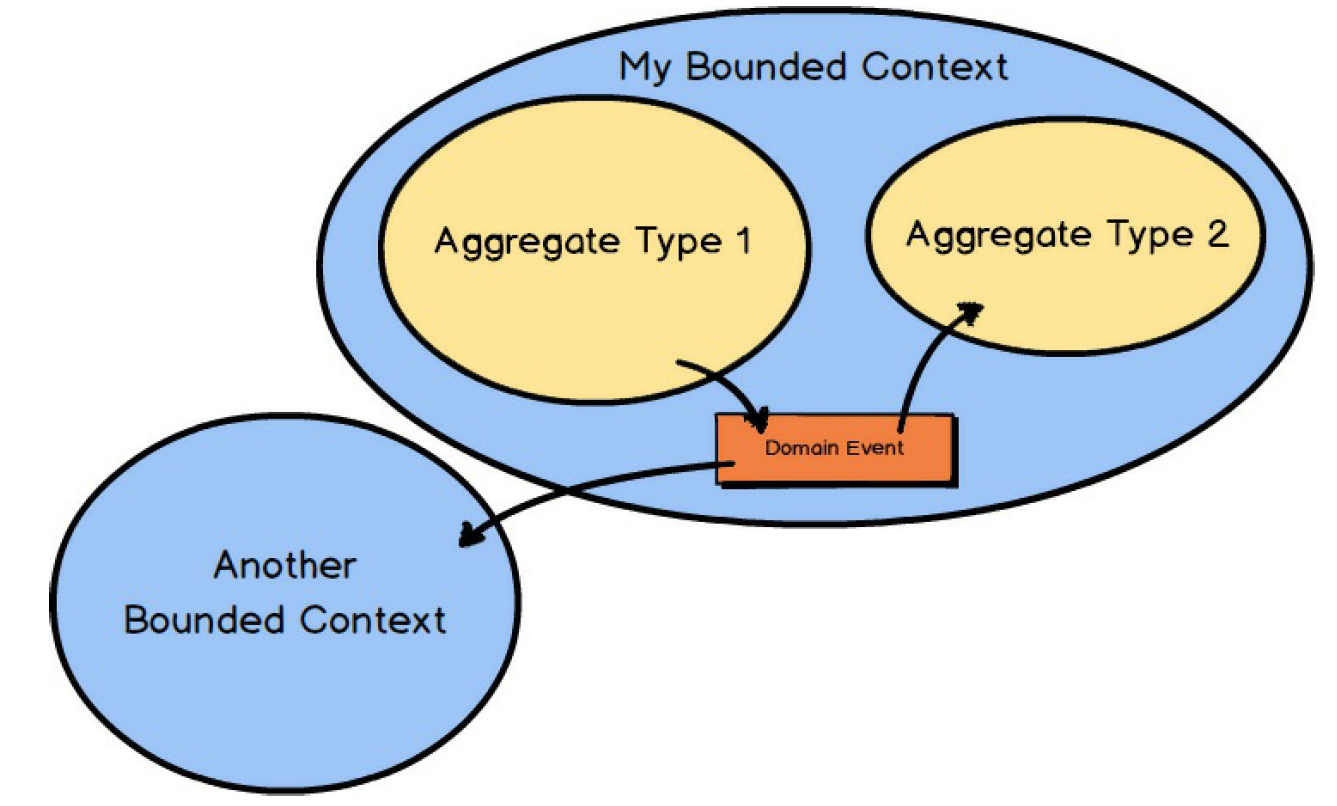 My Bounded Context
Aggregate Type 1
Aggregate Type 2
Domain Event
Another
Bounded Context